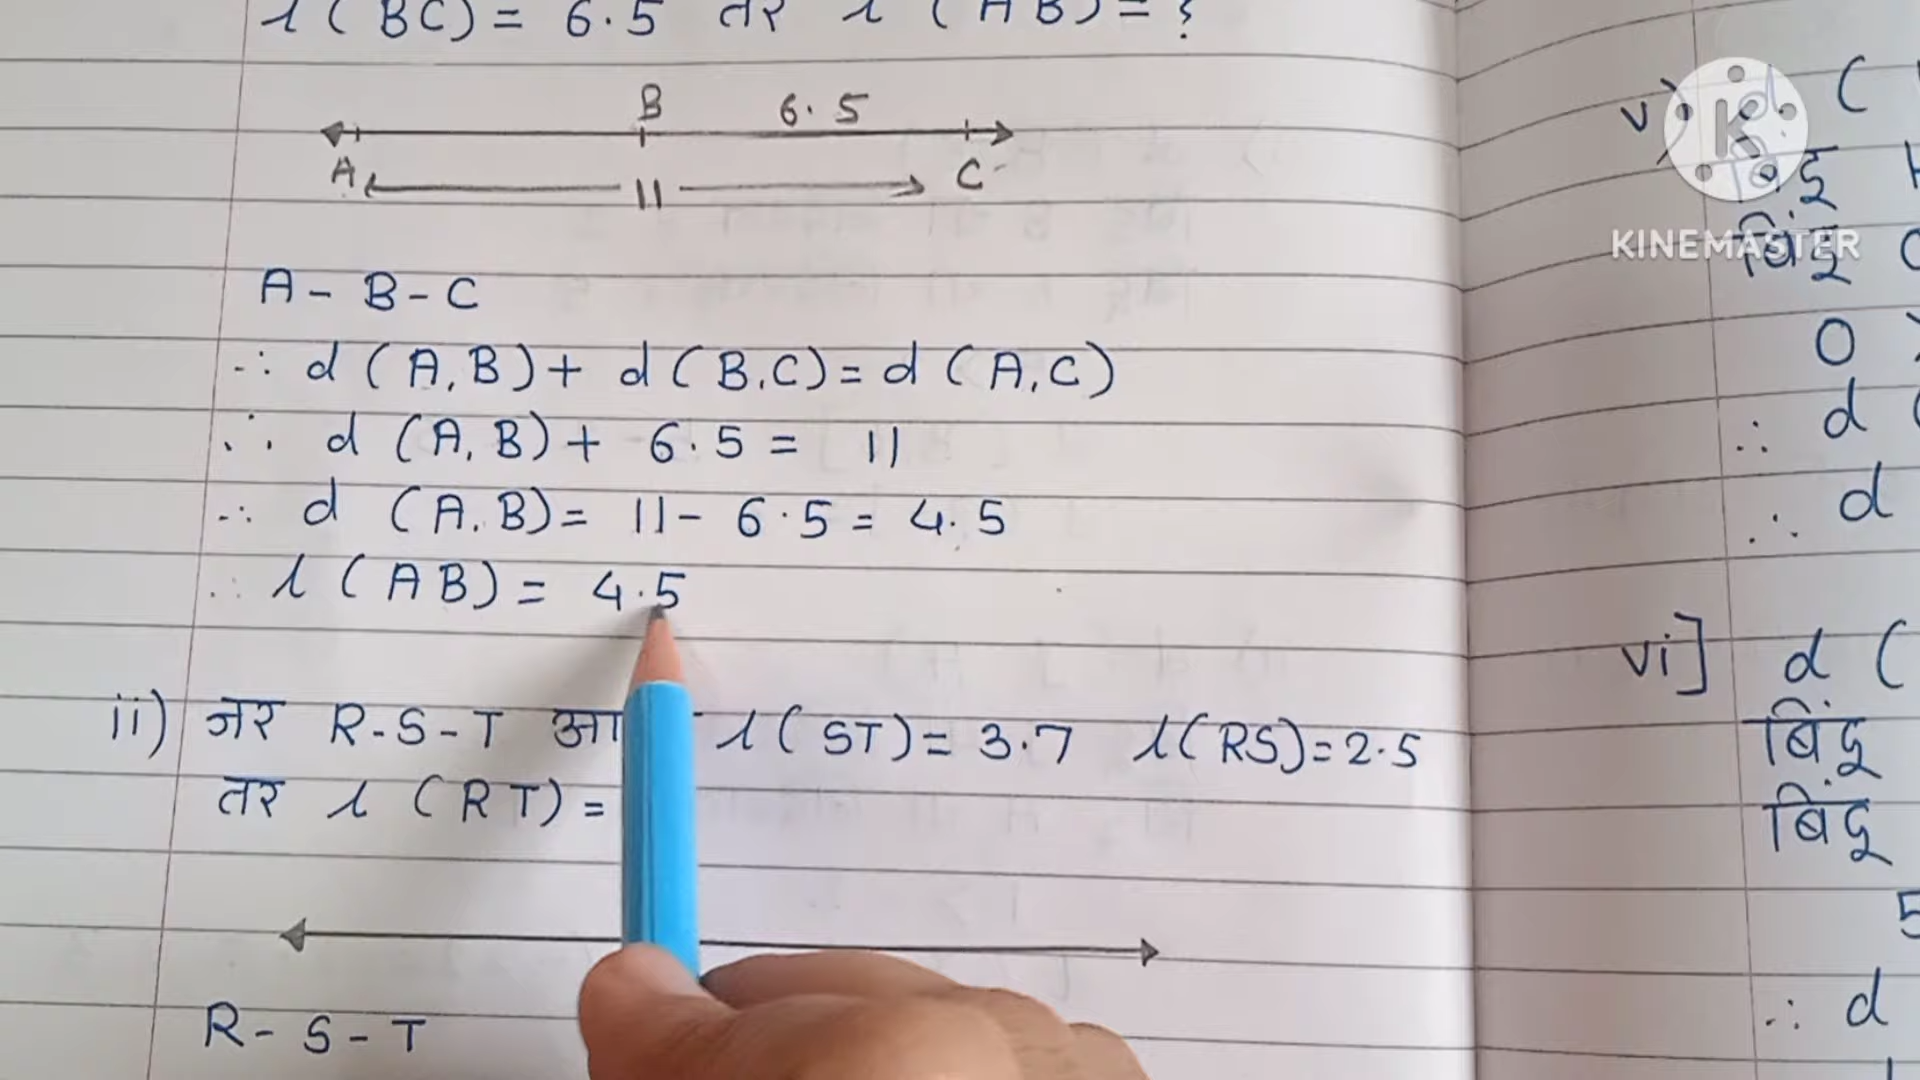 l (BC) = 6.5 तर l (AB) = ?
B 6.5
A 11 C
A - B - C
∴ d (A, B) + d (B, C) = d (A, C)
∴ d (A, B) + 6.5 = 11
∴ d (A, B) = 11 - 6.5 = 4.5
∴ l (AB) = 4.5
ii) जर R-S-T l (ST) = 3.7 l (RS) = 2.5
तर l (RT) =
R - S - T
v) d (
KINEMASTER
बिंदू
0
∴ d (
∴ d
vi] d (
बिंदू
बिंदू
5
∴ d